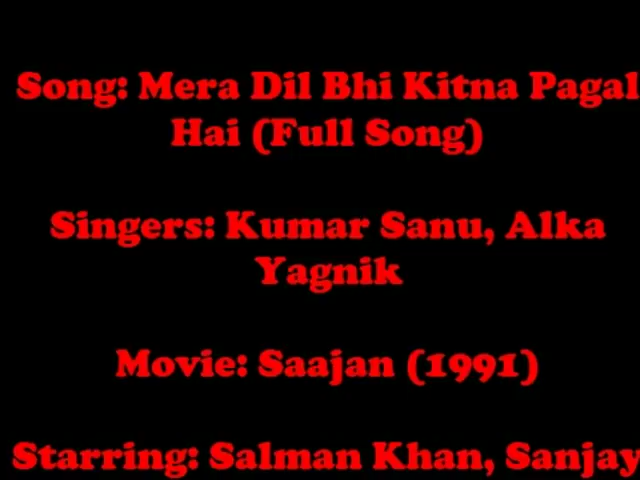 Song: Mera Dil Bhi Kitna Pagal
Hai (Full Song)
Singers: Kumar Sanu, Alka
Yagnik
Movie: Saajan (1991)
Starring: Salman Khan, Sanjay